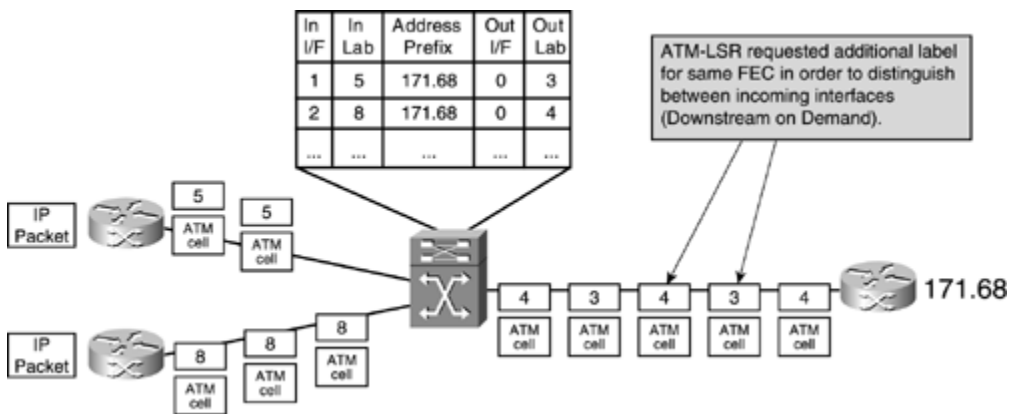 In I/F In Lab Address Prefix Out I/F Out Lab
1 5 171.68 0 3
2 8 171.68 0 4
... ... ... ... ...
ATM-LSR requested additional label
for same FEC in order to distinguish
between incoming interfaces
(Downstream on Demand).
IP
Packet
5
ATM
cell
5
ATM
cell
IP
Packet
8
ATM
cell
8
ATM
cell
8
ATM
cell
4
ATM
cell
3
ATM
cell
4
ATM
cell
3
ATM
cell
4
ATM
cell
171.68